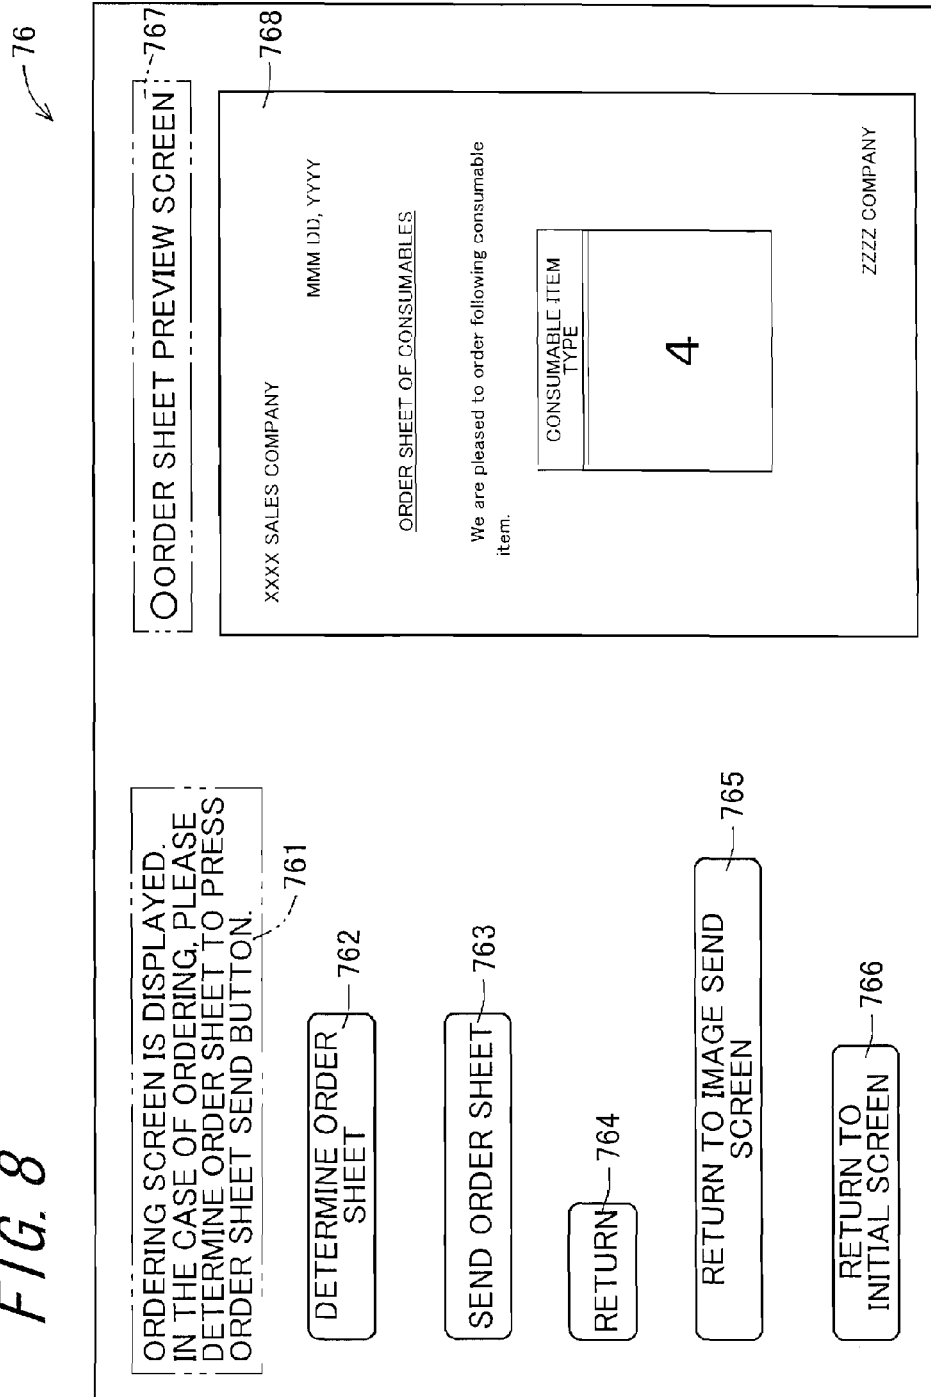 FIG. 8
76
ORDERING SCREEN IS DISPLAYED.
IN THE CASE OF ORDERING, PLEASE
DETERMINE ORDER SHEET TO PRESS
ORDER SHEET SEND BUTTON.
761
DETERMINE ORDER
SHEET
762
SEND ORDER SHEET
763
RETURN
764
RETURN TO IMAGE SEND
SCREEN
765
RETURN TO
INITIAL SCREEN
766
○ORDER SHEET PREVIEW SCREEN
767
768
XXXX SALES COMPANY
MMM DD, YYYY
ORDER SHEET OF CONSUMABLES
We are pleased to order following consumable
item.
CONSUMABLE ITEM
TYPE
4
ZZZZ COMPANY